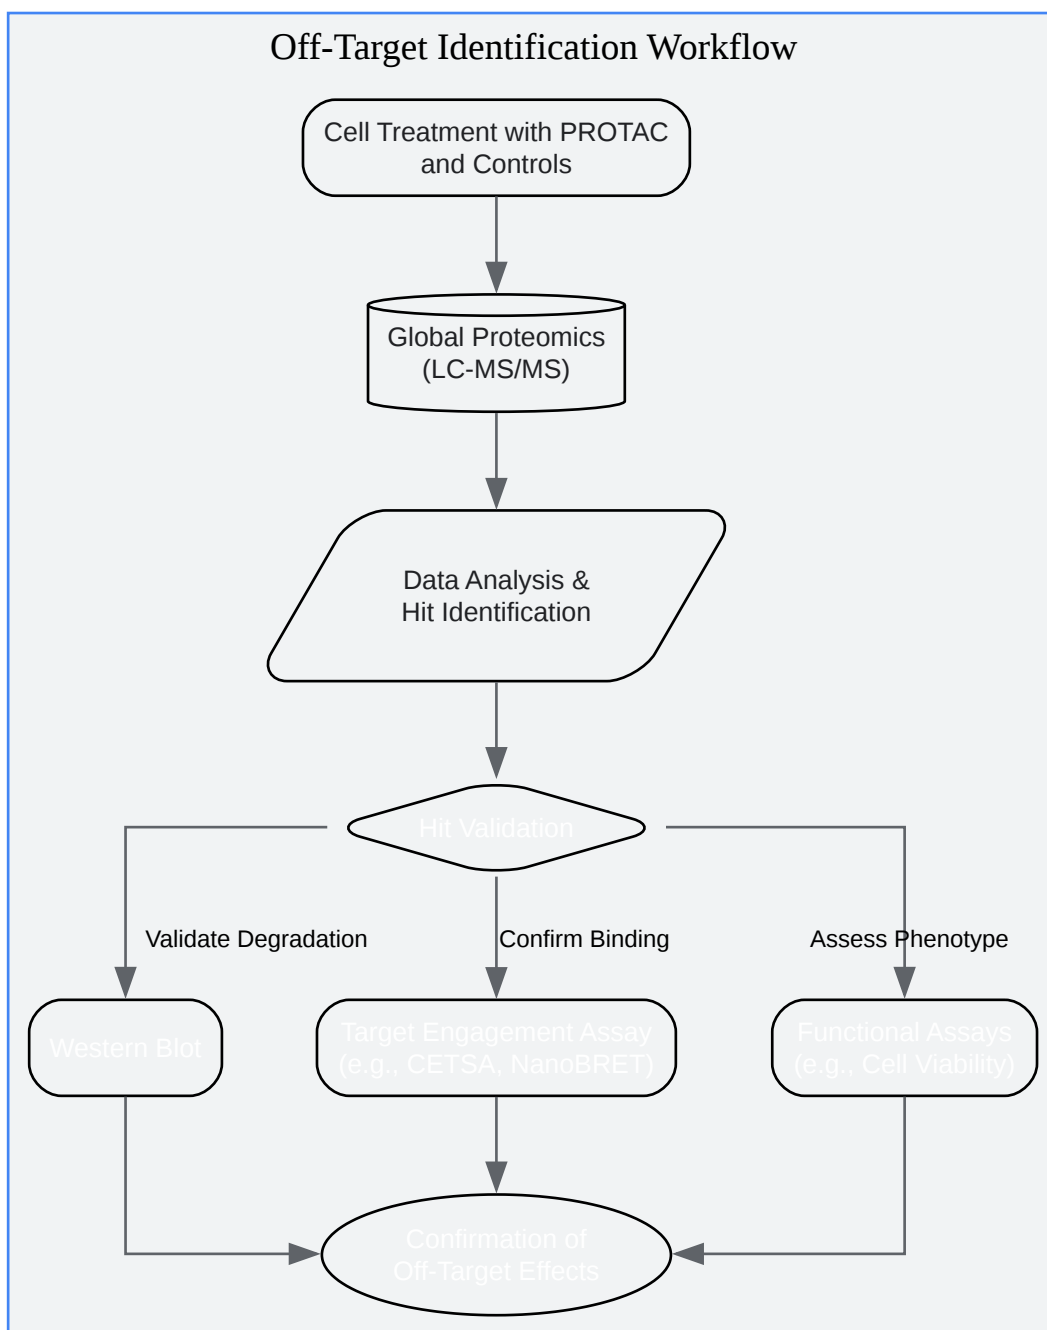 Off-Target Identification Workflow
Cell Treatment with PROTAC
and Controls
Global Proteomics
(LC-MS/MS)
Data Analysis &
Hit Identification
Hit Validation
Validate Degradation
Confirm Binding
Assess Phenotype
Western Blot
Target Engagement Assay
(e.g., CETSA, NanoBRET)
Functional Assays
(e.g., Cell Viability)
Confirmation of
Off-Target Effects